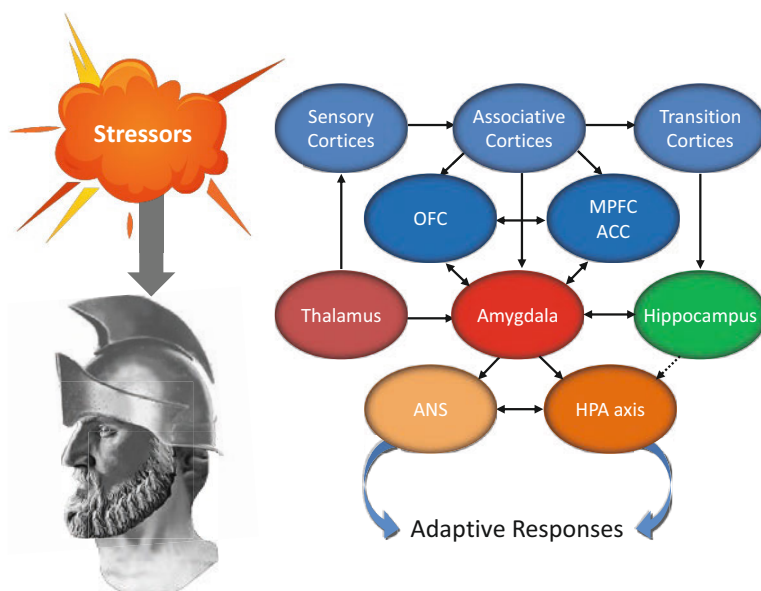 Stressors
Sensory
Cortices
Associative
Cortices
Transition
Cortices
OFC
MPFC
ACC
Thalamus
Amygdala
Hippocampus
ANS
HPA axis
Adaptive Responses